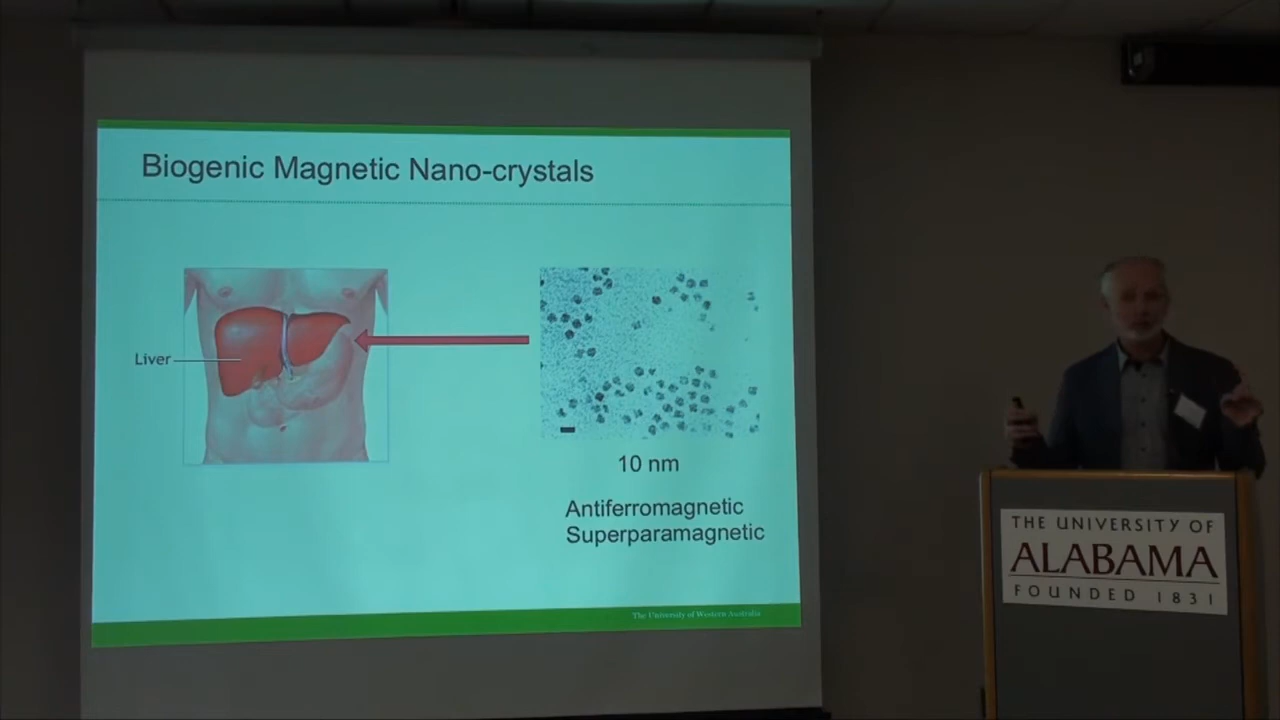 Biogenic Magnetic Nano-crystals
Liver
10 nm
Antiferromagnetic
Superparamagnetic
The University of Western Australia
THE UNIVERSITY OF
ALABAMA
FOUNDED 1831